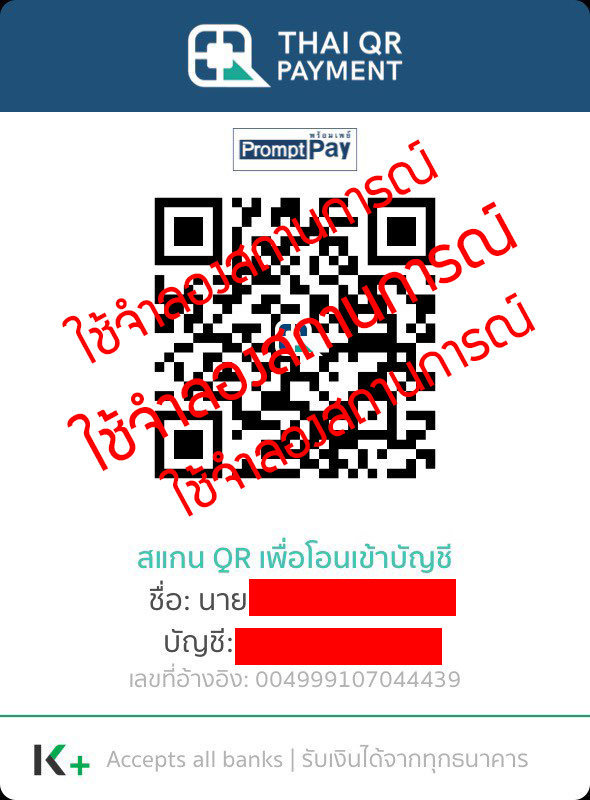 THAI QR
PAYMENT
พร้อมเพย์
PromptPay
ใช้จำลองสถานการณ์
ใช้จำลองสถานการณ์
ใช้จำลองสถานการณ์
สแกน QR เพื่อโอนเข้าบัญชี
ชื่อ: นาย
บัญชี:
เลขที่อ้างอิง: 004999107044439
K+ Accepts all banks | รับเงินได้จากทุกธนาคาร